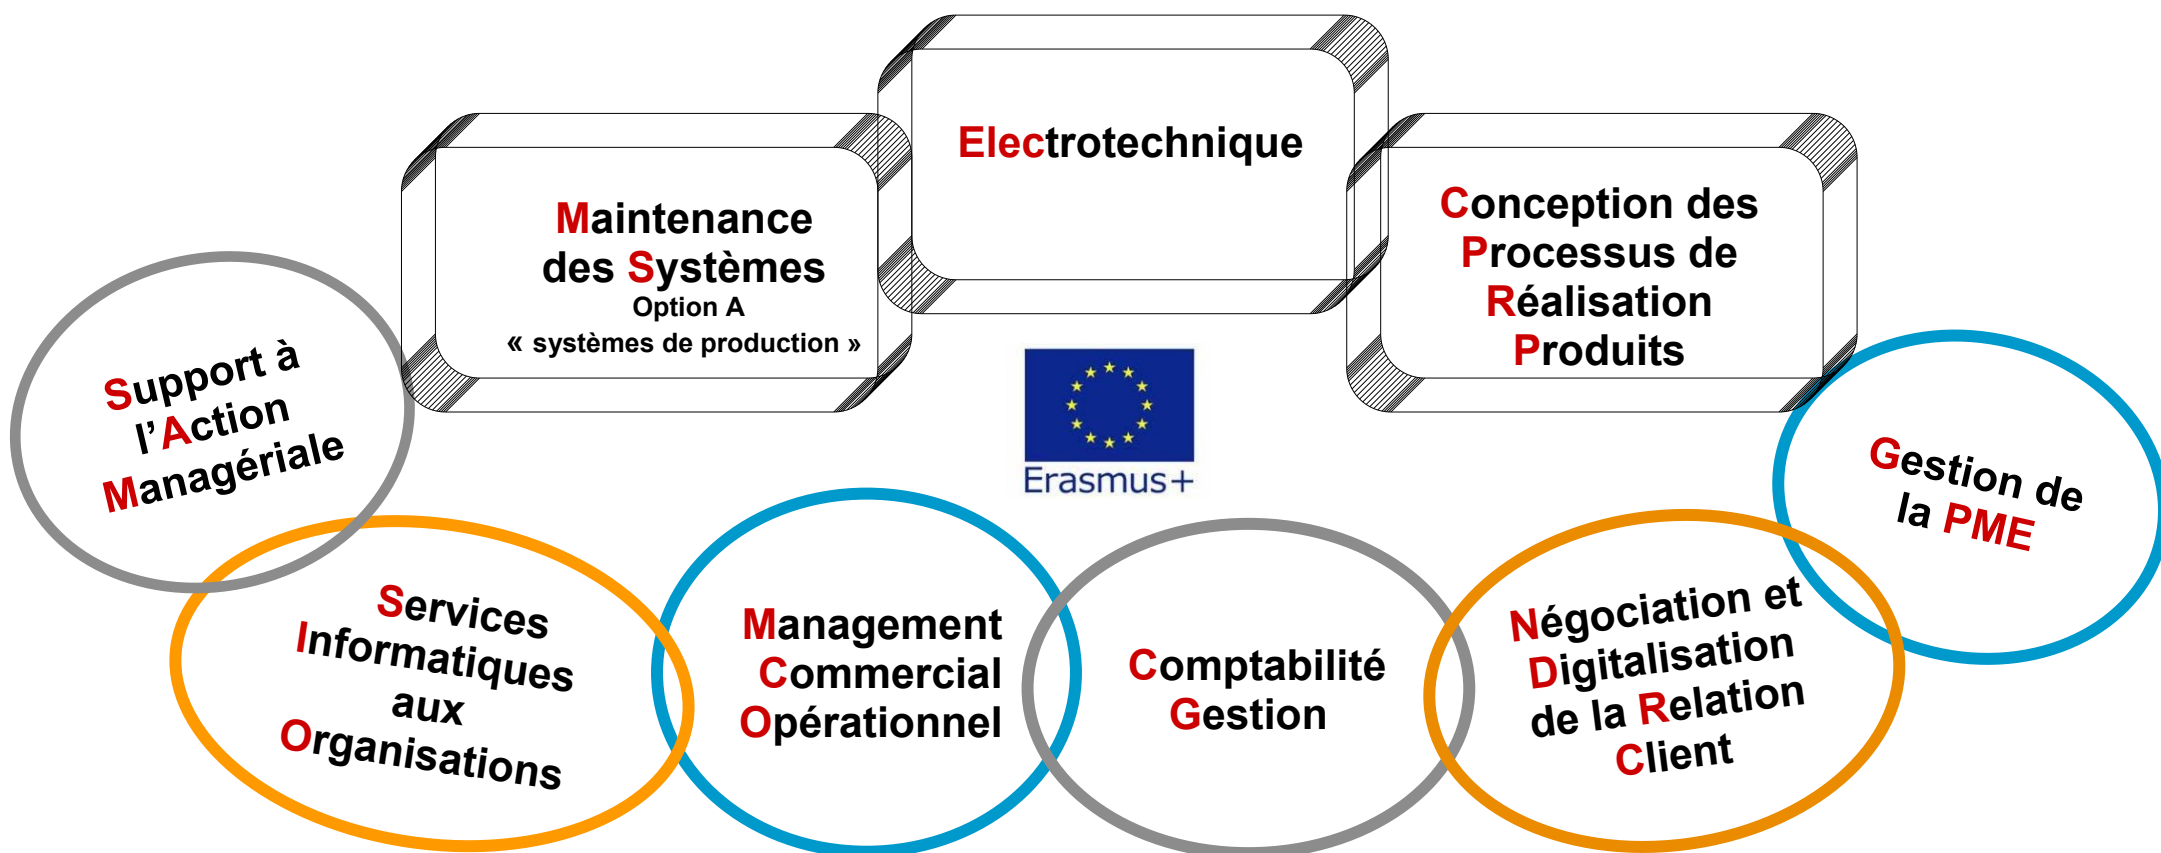 Electrotechnique
Maintenance
des Systèmes
Option A
« systèmes de production »
Conception des
Processus de
Réalisation
Produits
Support à
l’Action
Managériale
Erasmus+
Gestion de
la PME
Services
Informatiques
aux
Organisations
Management
Commercial
Opérationnel
Comptabilité
Gestion
Négociation et
Digitalisation
de la Relation
Client